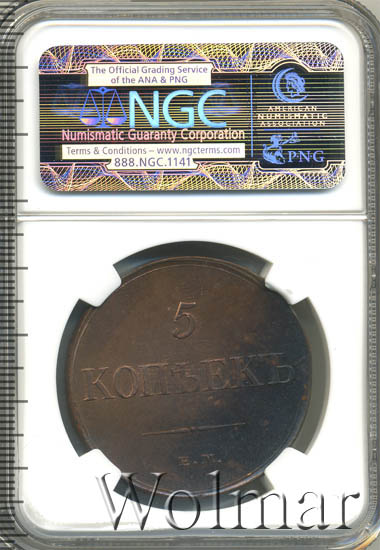 The Official Grading Service
of the ANA & PNG
NGC
Numismatic Guaranty Corporation
Terms & Conditions – www.ngcterms.com
888.NGC.1141
AMERICAN
NUMISMATIC
ASSOCIATION
PNG
5
КОПѢЕКЪ
Wolmar